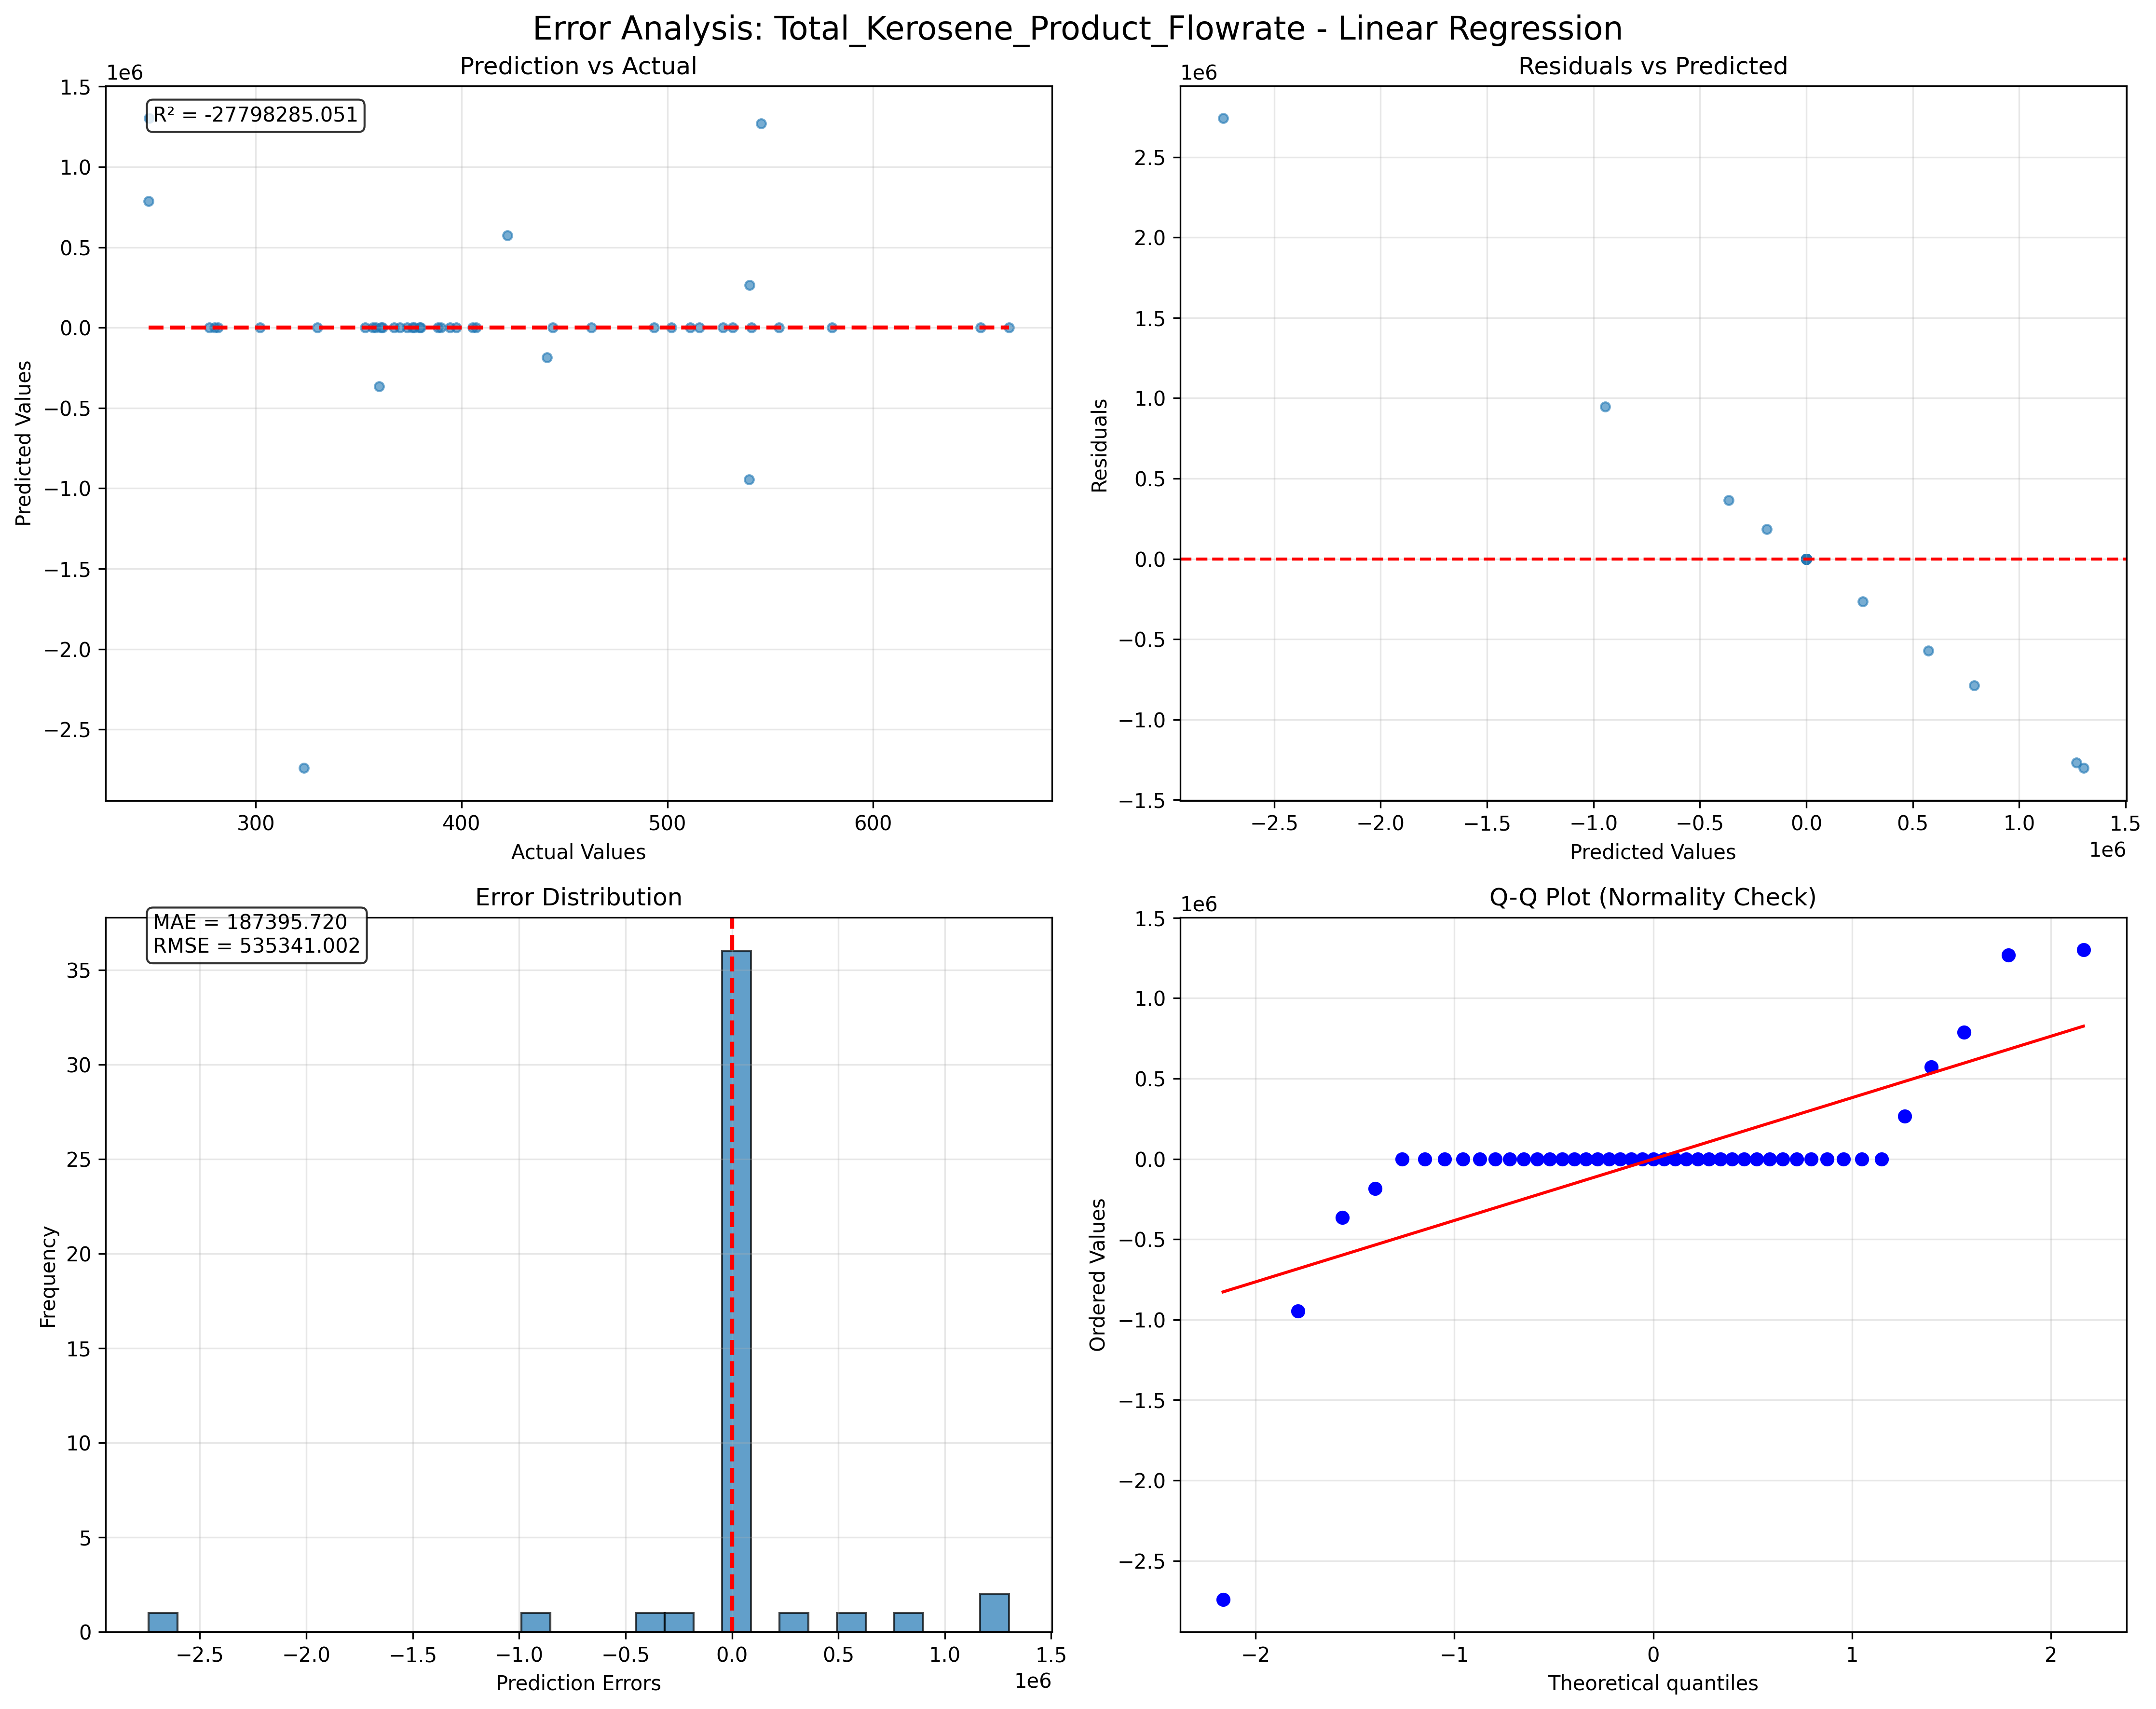 Error Analysis: Total_Kerosene_Product_Flowrate - Linear Regression
Prediction vs Actual
1e6
R² = -27798285.051
1.5
1.0
0.5
0.0
−0.5
−1.0
−1.5
−2.0
−2.5
Predicted Values
300 400 500 600
Actual Values
Residuals vs Predicted
1e6
2.5
2.0
1.5
1.0
0.5
0.0
−0.5
−1.0
−1.5
Residuals
−2.5 −2.0 −1.5 −1.0 −0.5 0.0 0.5 1.0 1.5
1e6
Predicted Values
Error Distribution
MAE = 187395.720
RMSE = 535341.002
35
30
25
20
15
10
5
0
Frequency
−2.5 −2.0 −1.5 −1.0 −0.5 0.0 0.5 1.0 1.5
1e6
Prediction Errors
Q-Q Plot (Normality Check)
1e6
1.5
1.0
0.5
0.0
−0.5
−1.0
−1.5
−2.0
−2.5
Ordered Values
−2 −1 0 1 2
Theoretical quantiles